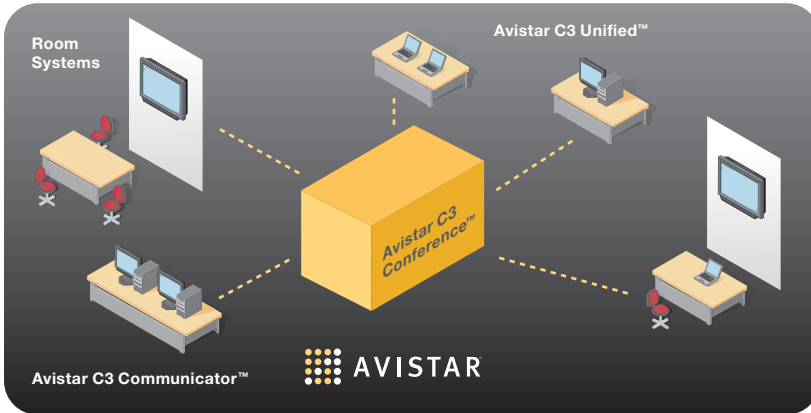 Room
Systems
Avistar C3 Unified™
Avistar C3
Conference™
Avistar C3 Communicator™
AVISTAR